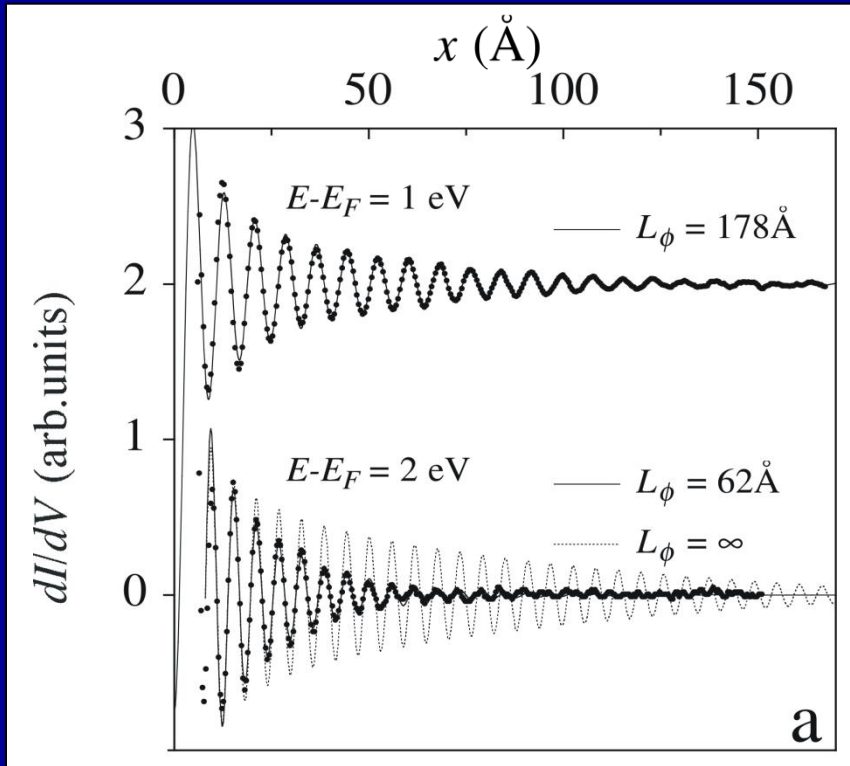 x (Å)
0 50 100 150
3
E-E_F = 1 eV
L_ϕ = 178Å
2
dI/dV (arb.units)
1
E-E_F = 2 eV
L_ϕ = 62Å
L_ϕ = ∞
0
a